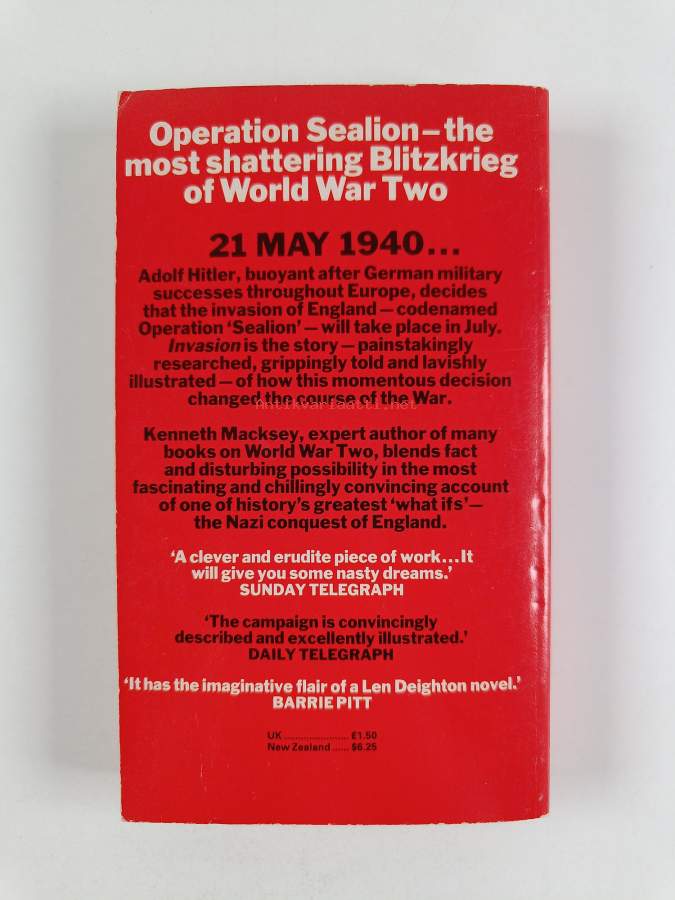 Operation Sealion – the
most shattering Blitzkrieg
of World War Two
21 MAY 1940...
Adolf Hitler, buoyant after German military
successes throughout Europe, decides
that the invasion of England – codenamed
Operation ‘Sealion’ – will take place in July.
Invasion is the story – painstakingly
researched, grippingly told and lavishly
illustrated – of how this momentous decision
changed the course of the War.
Antikvariaatti.net
Kenneth Macksey, expert author of many
books on World War Two, blends fact
and disturbing possibility in the most
fascinating and chillingly convincing account
of one of history’s greatest ‘what ifs’ –
the Nazi conquest of England.
‘A clever and erudite piece of work...It
will give you some nasty dreams.’
SUNDAY TELEGRAPH
‘The campaign is convincingly
described and excellently illustrated.’
DAILY TELEGRAPH
‘It has the imaginative flair of a Len Deighton novel.’
BARRIE PITT
UK ...................... £1.50
New Zealand ...... $6.25